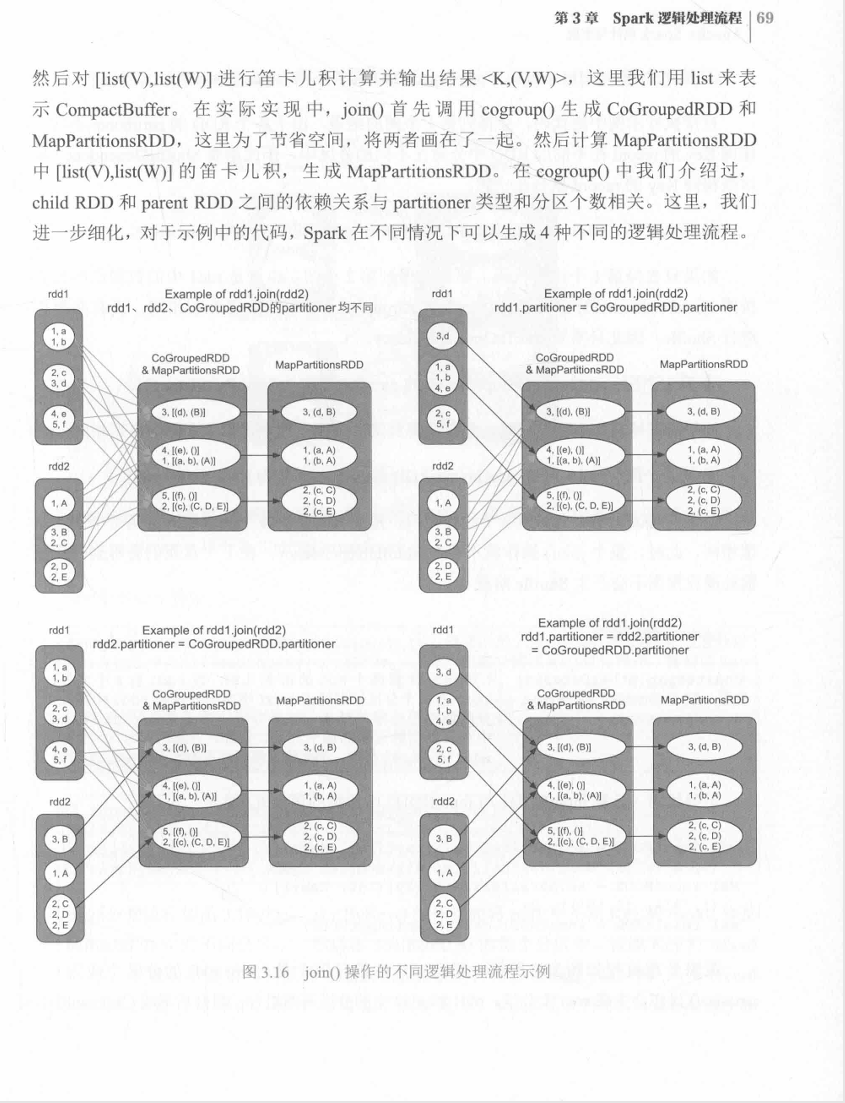 第 3 章 Spark 逻辑处理流程 69
然后对 [list(V),list(W)] 进行笛卡儿积计算并输出结果 <K,(V,W)>，这里我们用 list 来表
示 CompactBuffer。在实际实现中，join() 首先调用 cogroup() 生成 CoGroupedRDD 和
MapPartitionsRDD，这里为了节省空间，将两者画在了一起。然后计算 MapPartitionsRDD
中 [list(V),list(W)] 的笛卡儿积，生成 MapPartitionsRDD。在 cogroup() 中我们介绍过，
child RDD 和 parent RDD 之间的依赖关系与 partitioner 类型和分区个数相关。这里，我们
进一步细化，对于示例中的代码，Spark 在不同情况下可以生成 4 种不同的逻辑处理流程。
rdd1
Example of rdd1.join(rdd2)
rdd1、rdd2、CoGroupedRDD的partitioner均不同
1, a
1, b
2, c
3, d
4, e
5, f
CoGroupedRDD
& MapPartitionsRDD
MapPartitionsRDD
3, [(d), (B)]
3, (d, B)
4, [(e), ()]
1, [(a, b), (A)]
1, (a, A)
1, (b, A)
5, [(f), ()]
2, [(c), (C, D, E)]
2, (c, C)
2, (c, D)
2, (c, E)
rdd2
1, A
3, B
2, C
2, D
2, E
rdd1
Example of rdd1.join(rdd2)
rdd1.partitioner = CoGroupedRDD.partitioner
3,d
1, a
1, b
4, e
2, c
5, f
CoGroupedRDD
& MapPartitionsRDD
MapPartitionsRDD
3, [(d), (B)]
3, (d, B)
4, [(e), ()]
1, [(a, b), (A)]
1, (a, A)
1, (b, A)
5, [(f), ()]
2, [(c), (C, D, E)]
2, (c, C)
2, (c, D)
2, (c, E)
rdd2
1, A
3, B
2, C
2, D
2, E
rdd1
Example of rdd1.join(rdd2)
rdd2.partitioner = CoGroupedRDD.partitioner
1, a
1, b
2, c
3, d
4, e
5, f
CoGroupedRDD
& MapPartitionsRDD
MapPartitionsRDD
3, [(d), (B)]
3, (d, B)
4, [(e), ()]
1, [(a, b), (A)]
1, (a, A)
1, (b, A)
5, [(f), ()]
2, [(c), (C, D, E)]
2, (c, C)
2, (c, D)
2, (c, E)
rdd2
3, B
1, A
2, C
2, D
2, E
rdd1
Example of rdd1.join(rdd2)
rdd1.partitioner = rdd2.partitioner
= CoGroupedRDD.partitioner
3, d
1, a
1, b
4, e
2, c
5, f
CoGroupedRDD
& MapPartitionsRDD
MapPartitionsRDD
3, [(d), (B)]
3, (d, B)
4, [(e), ()]
1, [(a, b), (A)]
1, (a, A)
1, (b, A)
5, [(f), ()]
2, [(c), (C, D, E)]
2, (c, C)
2, (c, D)
2, (c, E)
rdd2
3, B
1, A
2, C
2, D
2, E
图 3.16 join() 操作的不同逻辑处理流程示例